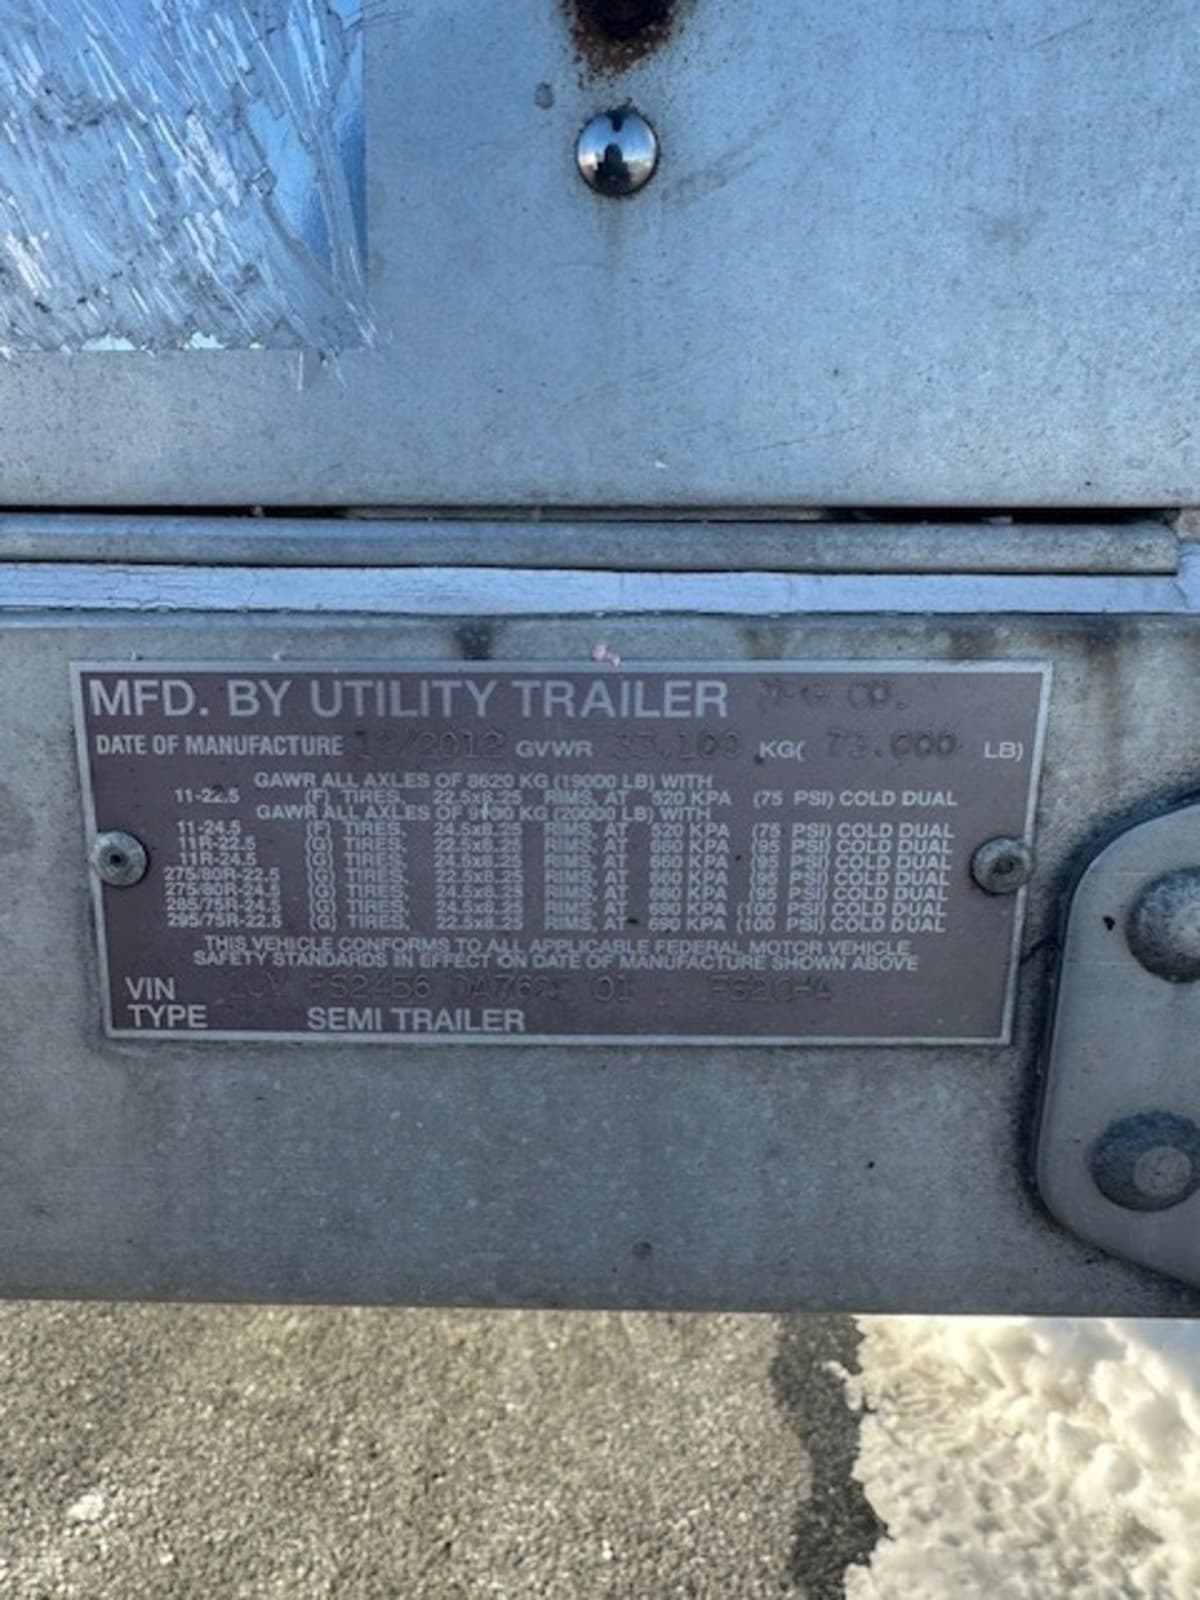 MFD. BY UTILITY TRAILER CO.
DATE OF MANUFACTURE 12/2012 GVWR 33.100 KG( LB)
GAWR ALL AXLES OF 8620 KG (19000 LB) WITH
11-22.5 (F) TIRES, 22.5x8.25 RIMS, AT 520 KPA (75 PSI) COLD DUAL
GAWR ALL AXLES OF 9100 KG (20000 LB) WITH
11-24.5 (F) TIRES, 24.5x8.25 RIMS, AT 520 KPA (75 PSI) COLD DUAL
11R-22.5 (G) TIRES, 22.5x8.25 RIMS, AT 660 KPA (95 PSI) COLD DUAL
11R-24.5 (G) TIRES, 24.5x8.25 RIMS, AT 660 KPA (95 PSI) COLD DUAL
275/80R-22.5 (G) TIRES, 22.5x8.25 RIMS, AT 660 KPA (95 PSI) COLD DUAL
275/80R-24.5 (G) TIRES, 24.5x8.25 RIMS, AT 660 KPA (95 PSI) COLD DUAL
285/75R-24.5 (G) TIRES, 24.5x8.25 RIMS, AT 690 KPA (100 PSI) COLD DUAL
295/75R-22.5 (G) TIRES, 22.5x8.25 RIMS, AT 690 KPA (100 PSI) COLD DUAL
THIS VEHICLE CONFORMS TO ALL APPLICABLE FEDERAL MOTOR VEHICLE
SAFETY STANDARDS IN EFFECT ON DATE OF MANUFACTURE SHOWN ABOVE
VIN 01
TYPE SEMI TRAILER